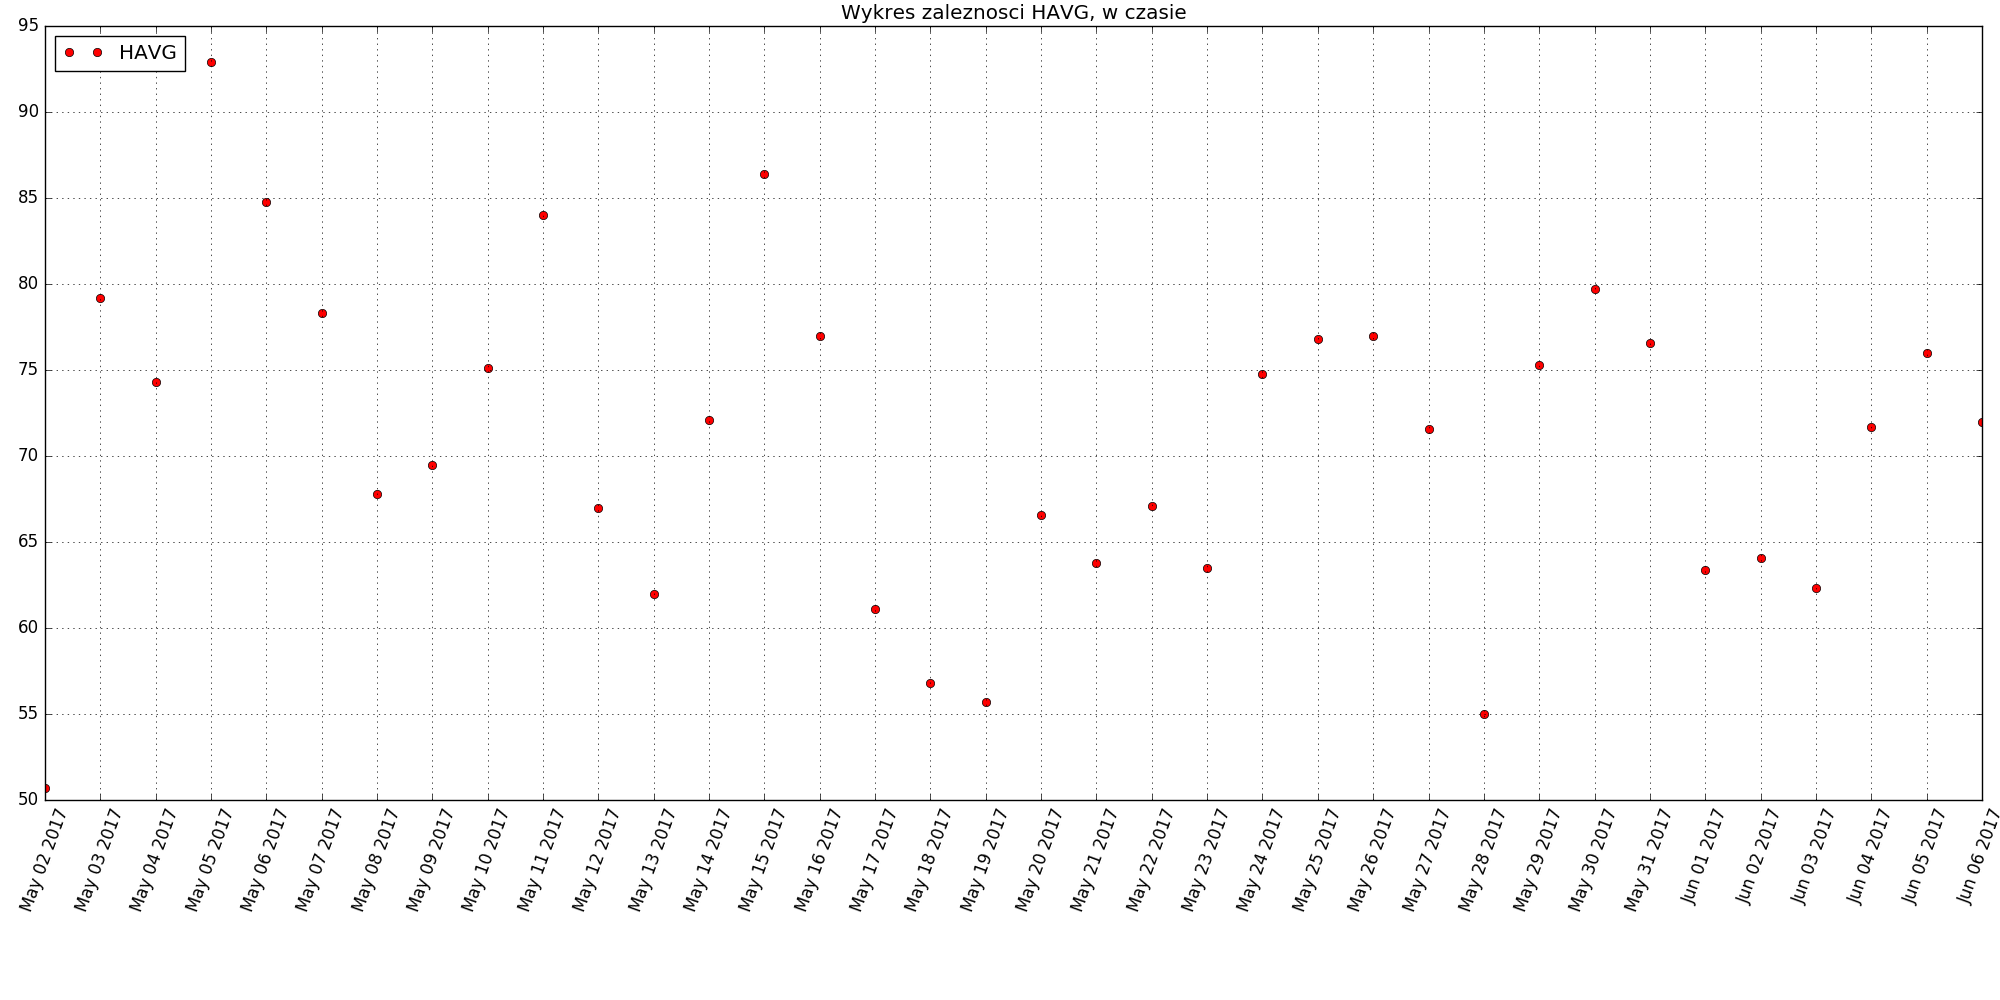 Wykres zaleznosci HAVG, w czasie
HAVG
95
90
85
80
75
70
65
60
55
50
May 02 2017
May 03 2017
May 04 2017
May 05 2017
May 06 2017
May 07 2017
May 08 2017
May 09 2017
May 10 2017
May 11 2017
May 12 2017
May 13 2017
May 14 2017
May 15 2017
May 16 2017
May 17 2017
May 18 2017
May 19 2017
May 20 2017
May 21 2017
May 22 2017
May 23 2017
May 24 2017
May 25 2017
May 26 2017
May 27 2017
May 28 2017
May 29 2017
May 30 2017
May 31 2017
Jun 01 2017
Jun 02 2017
Jun 03 2017
Jun 04 2017
Jun 05 2017
Jun 06 2017